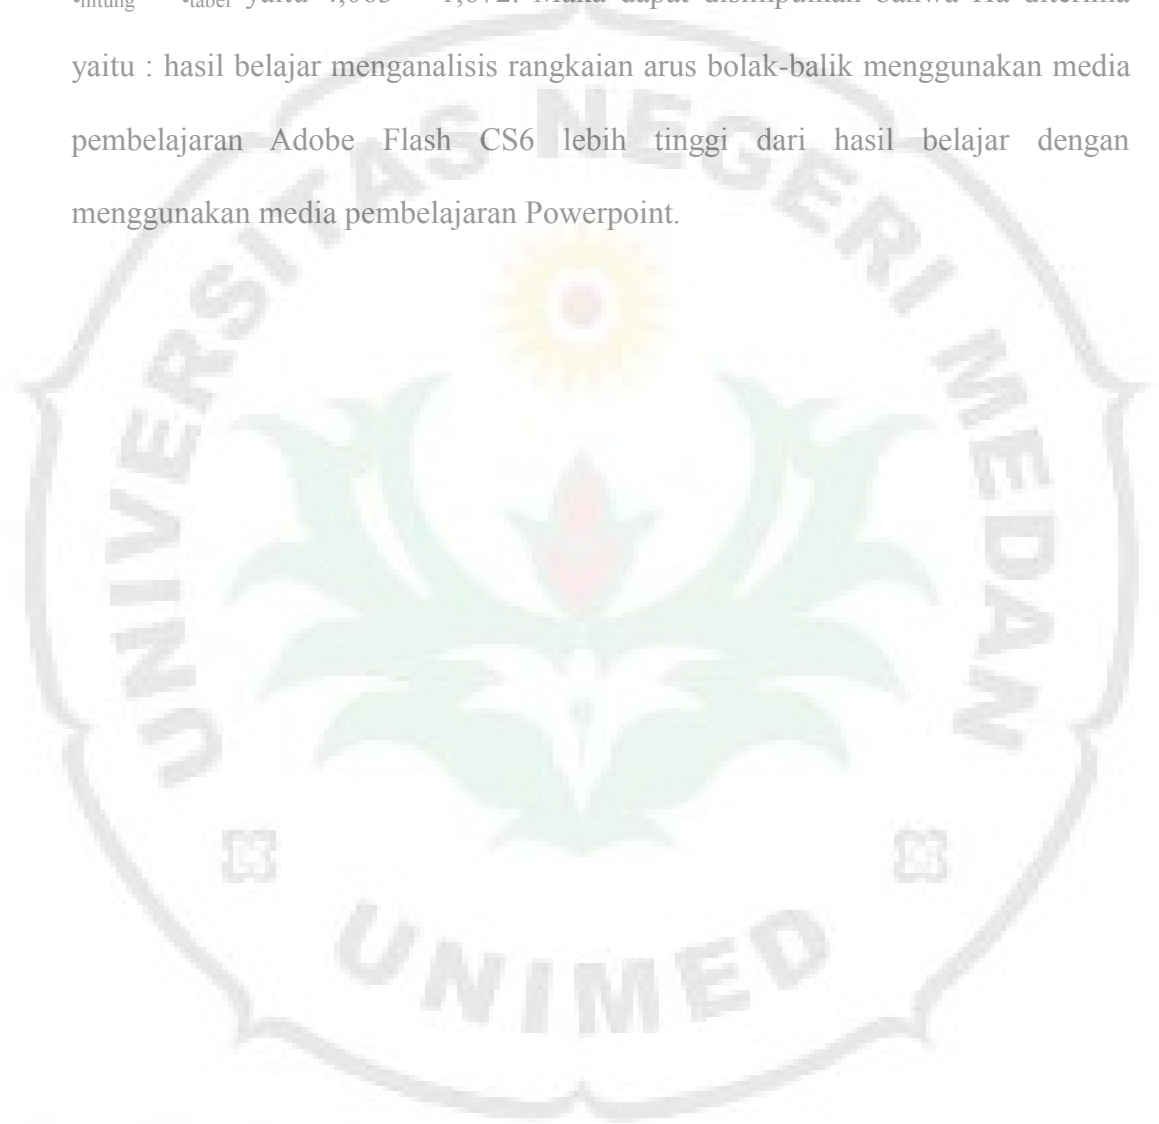 yaitu : hasil belajar menganalisis rangkaian arus bolak-balik menggunakan media
pembelajaran Adobe Flash CS6 lebih tinggi dari hasil belajar dengan
menggunakan media pembelajaran Powerpoint.
UNIVERSITAS NEGERI MEDAN
UNIMED